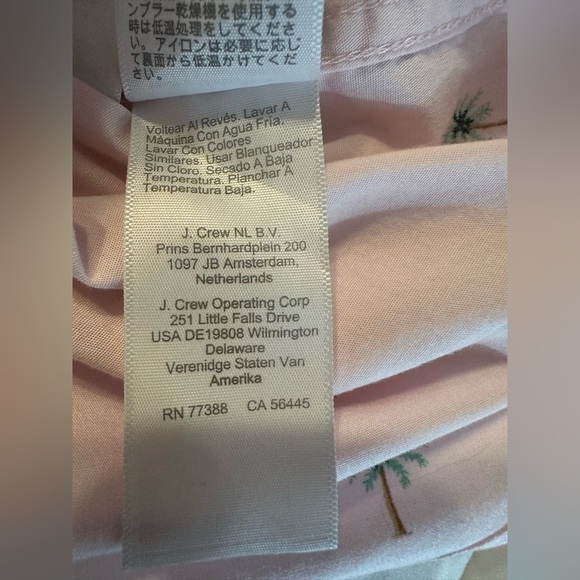 ンブラー乾燥機を使用する
時は低温処理をしてくださ
い。アイロンは必要に応じ
て裏面から低温かけてくだ
さい
Voltear Al Revés. Lavar A
Máquina Con Agua Fría.
Lavar Con Colores
Similares. Usar Blanqueador
Sin Cloro. Secado A Baja
Temperatura. Planchar A
Temperatura Baja.
J. Crew NL B.V.
Prins Bernhardplein 200
1097 JB Amsterdam,
Netherlands
J. Crew Operating Corp
251 Little Falls Drive
USA DE19808 Wilmington
Delaware
Verenidge Staten Van
Amerika
RN 77388 CA 56445